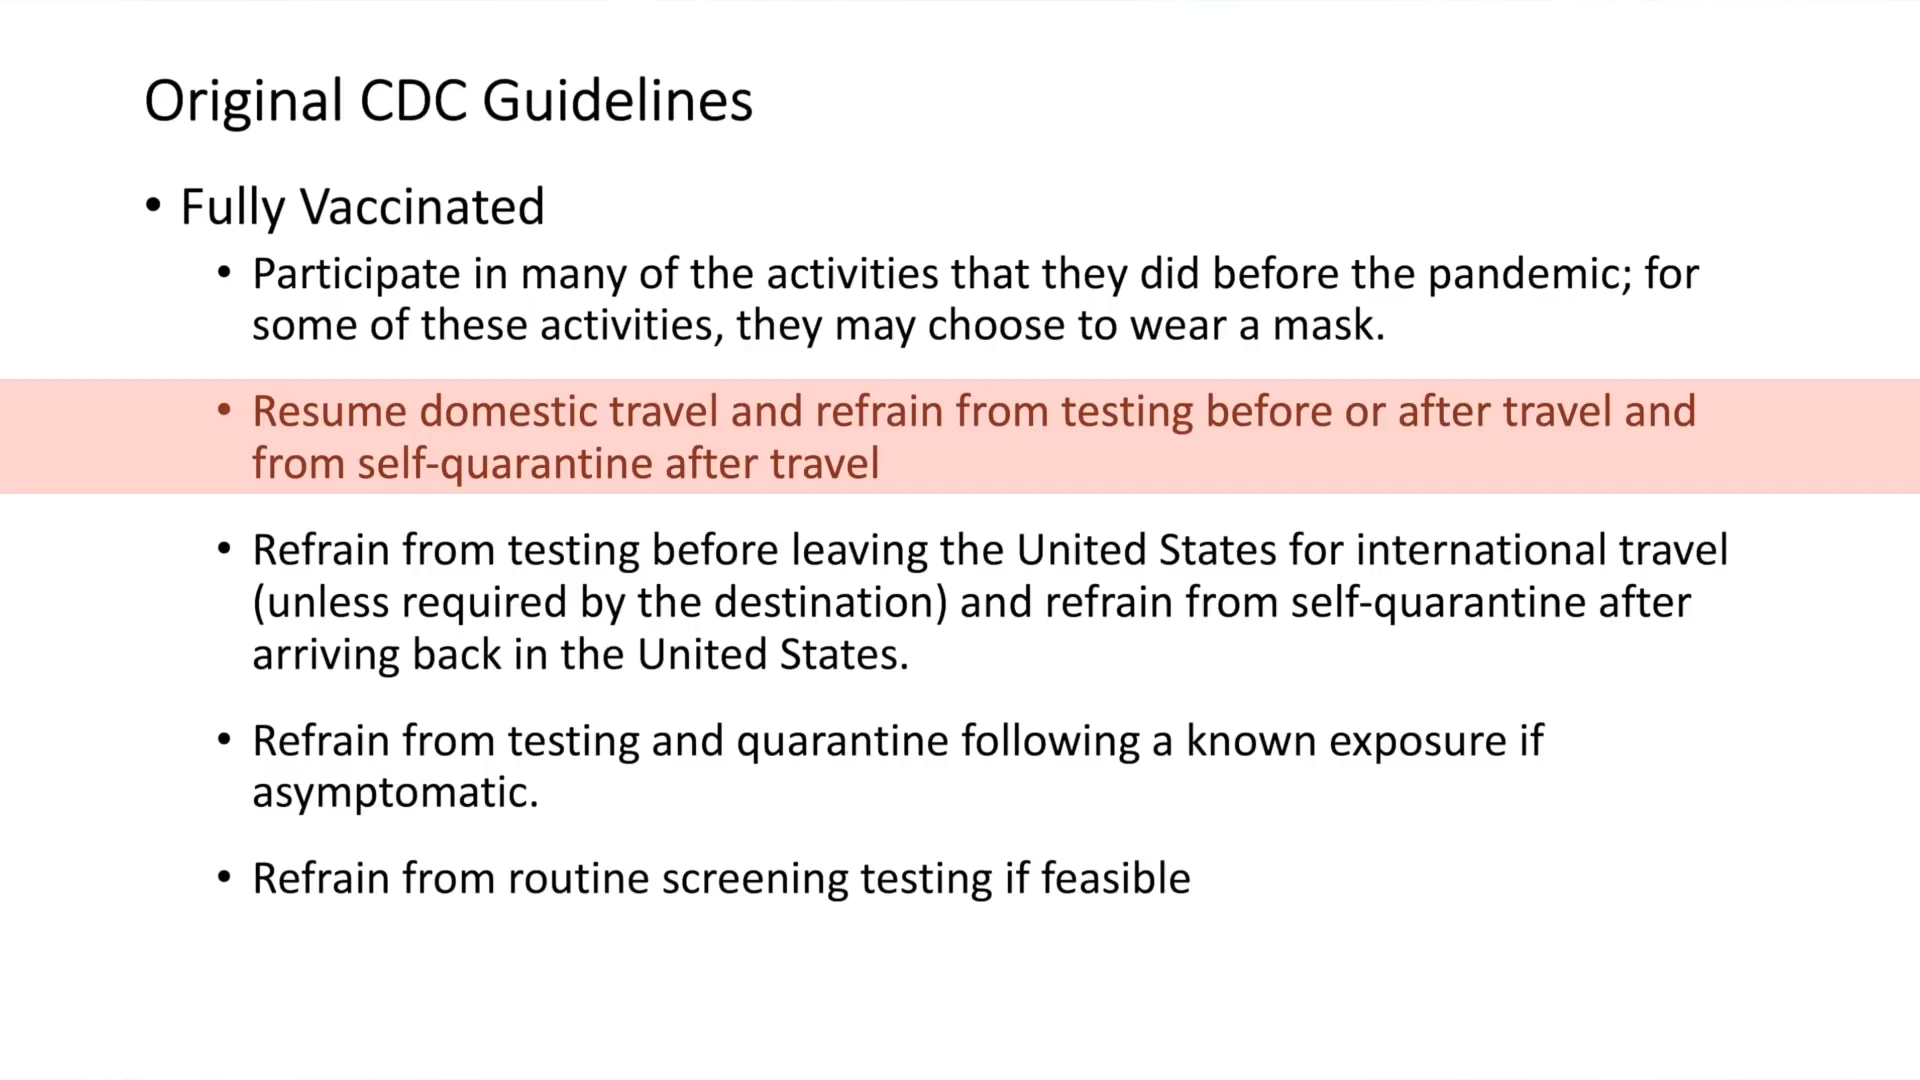 Original CDC Guidelines
• Fully Vaccinated
• Participate in many of the activities that they did before the pandemic; for
some of these activities, they may choose to wear a mask.
• Resume domestic travel and refrain from testing before or after travel and
from self-quarantine after travel
• Refrain from testing before leaving the United States for international travel
(unless required by the destination) and refrain from self-quarantine after
arriving back in the United States.
• Refrain from testing and quarantine following a known exposure if
asymptomatic.
• Refrain from routine screening testing if feasible